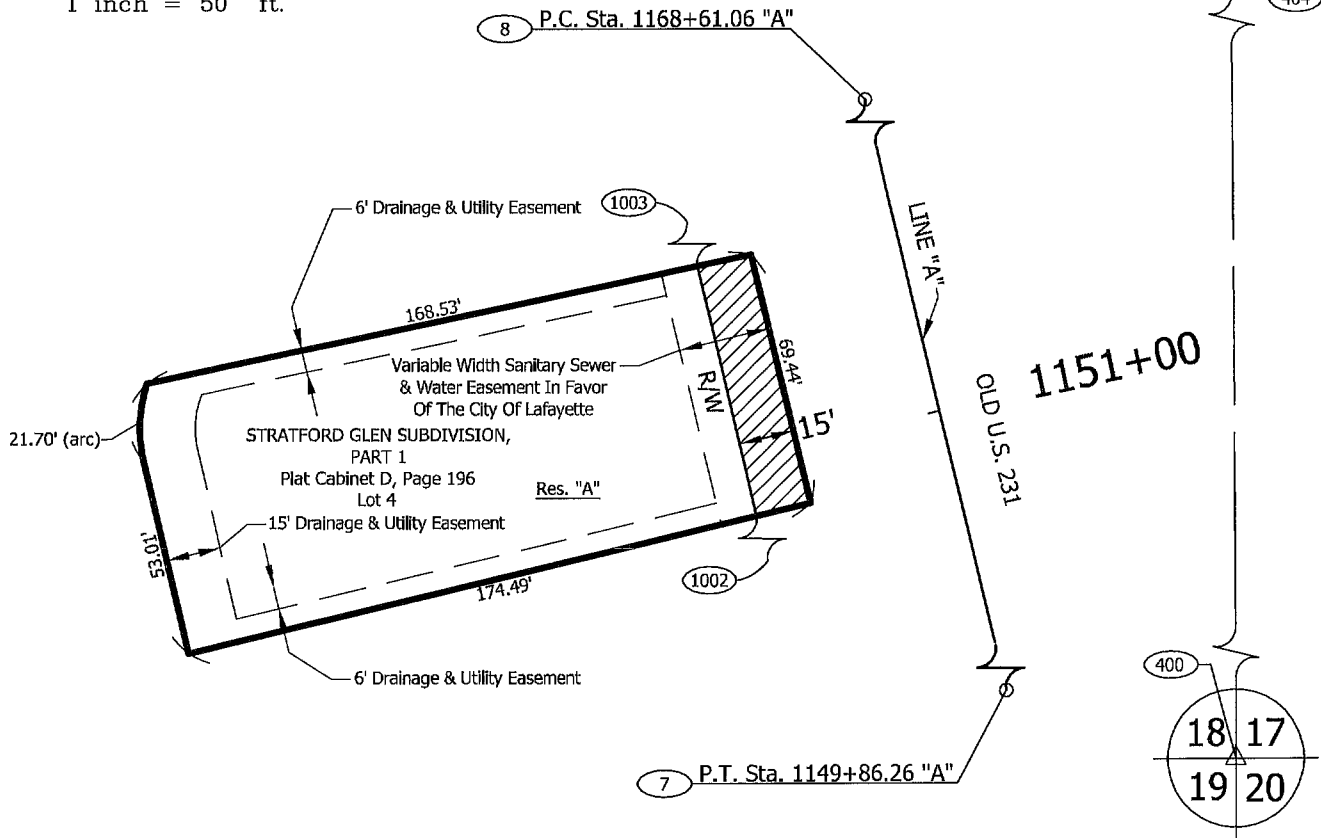 1 inch = 50 ft.
8
P.C. Sta. 1168+61.06 "A"
6' Drainage & Utility Easement
1003
LINE "A"
168.53'
Variable Width Sanitary Sewer
& Water Easement In Favor
Of The City Of Lafayette
R/W
69.44'
1151+00
OLD U.S. 231
21.70' (arc)
STRATFORD GLEN SUBDIVISION,
PART 1
Plat Cabinet D, Page 196
Lot 4
Res. "A"
15'
15' Drainage & Utility Easement
53.01'
174.49'
1002
6' Drainage & Utility Easement
400
18 17
19 20
7
P.T. Sta. 1149+86.26 "A"